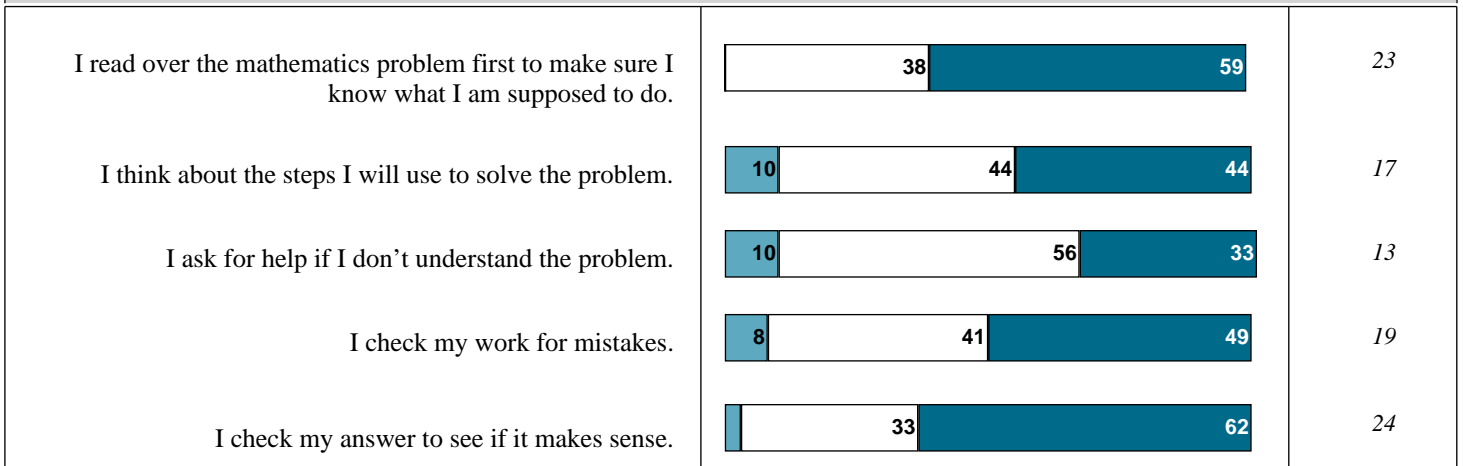 I read over the mathematics problem first to make sure I
know what I am supposed to do.
38 59 23
I think about the steps I will use to solve the problem.
10 44 44 17
I ask for help if I don’t understand the problem.
10 56 33 13
I check my work for mistakes.
8 41 49 19
I check my answer to see if it makes sense.
33 62 24